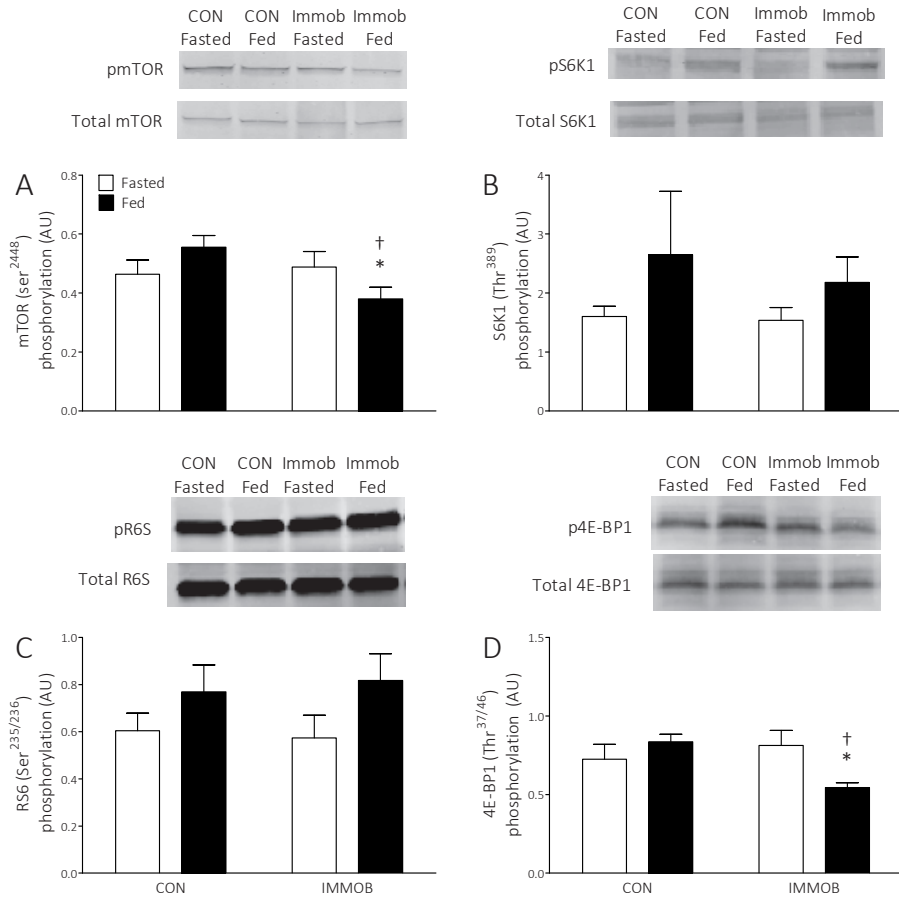 CON CON Immob Immob
Fasted Fed Fasted Fed
pmTOR
Total mTOR
CON CON Immob Immob
Fasted Fed Fasted Fed
pS6K1
Total S6K1
A
Fasted
Fed
mTOR (ser2448)
phosphorylation (AU)
0.8
0.6
0.4
0.2
0.0
†
*
B
S6K1 (Thr389)
phosphorylation (AU)
4
3
2
1
0
CON CON Immob Immob
Fasted Fed Fasted Fed
pR6S
Total R6S
CON CON Immob Immob
Fasted Fed Fasted Fed
p4E-BP1
Total 4E-BP1
C
RS6 (Ser235/236)
phosphorylation (AU)
1.0
0.8
0.6
0.4
0.2
0.0
CON IMMOB
D
4E-BP1 (Thr37/46)
phosphorylation (AU)
1.5
1.0
0.5
0.0
†
*
CON IMMOB